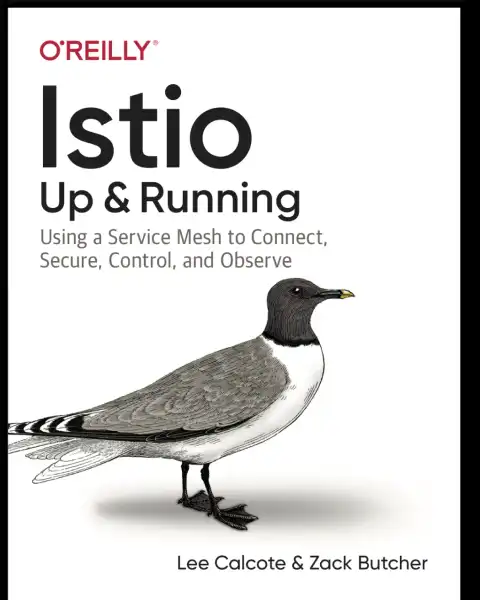 O'REILLY®
Istio
Up & Running
Using a Service Mesh to Connect,
Secure, Control, and Observe
Lee Calcote & Zack Butcher